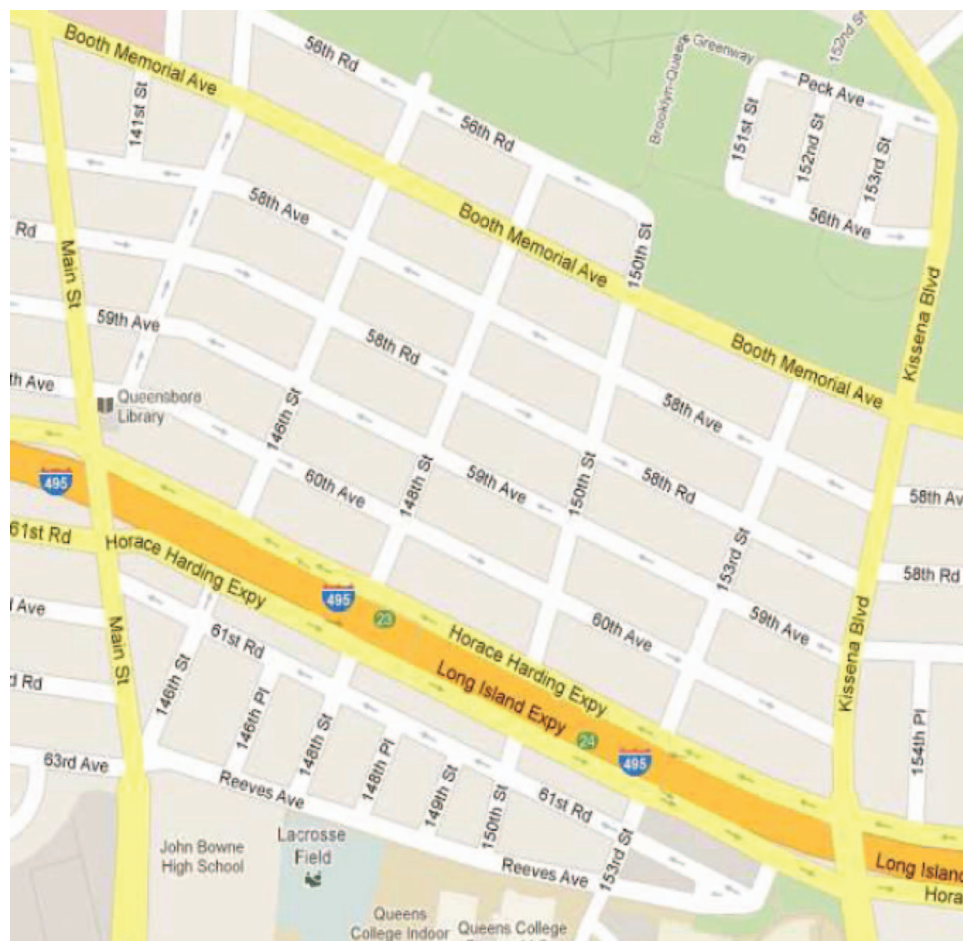 56th Rd
Booth Memorial Ave
152nd St
Greenway
Brooklyn-Queens
Peck Ave
141st St
56th Rd
151st St
152nd St
153rd St
58th Ave
Booth Memorial Ave
56th Ave
Rd
Main St
150th St
Kissena Blvd
59th Ave
58th Rd
Booth Memorial Ave
th Ave
Queensboro
Library
146th St
58th Ave
495
60th Ave
148th St
59th Ave
150th St
58th Rd
58th Av
61st Rd
Horace Harding Expy
153rd St
58th Rd
495
23
Ave
Main St
61st Rd
Horace Harding Expy
60th Ave
59th Ave
Kissena Blvd
d Rd
146th St
146th Pl
148th St
Long Island Expy
24
495
154th Pl
63rd Ave
Reeves Ave
148th Pl
149th St
150th St
61st Rd
153rd St
John Bowne
High School
Lacrosse
Field
Reeves Ave
Long Island
Hora
Queens
College Indoor
Queens College